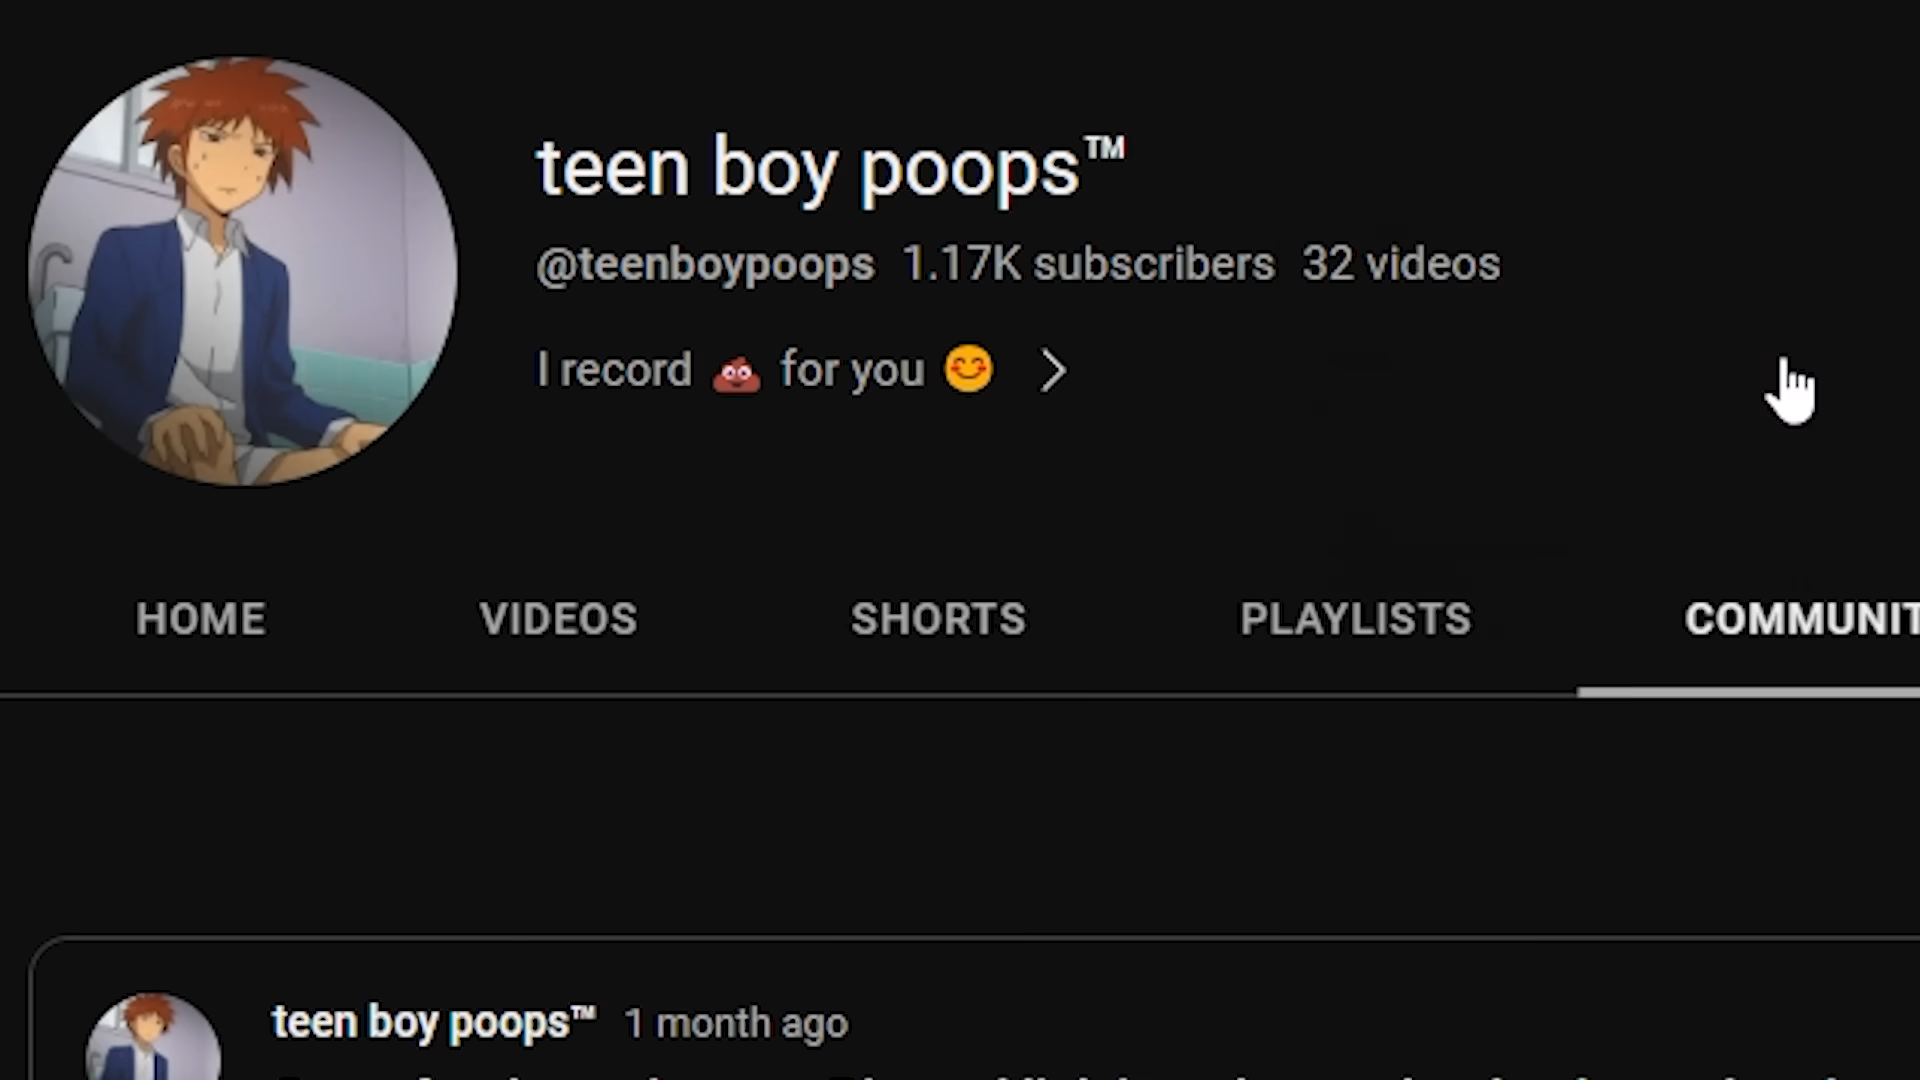 teen boy poops™
@teenboypoops 1.17K subscribers 32 videos
I record 💩 for you 😊 >
HOME VIDEOS SHORTS PLAYLISTS COMMUNIT
teen boy poops™ 1 month ago